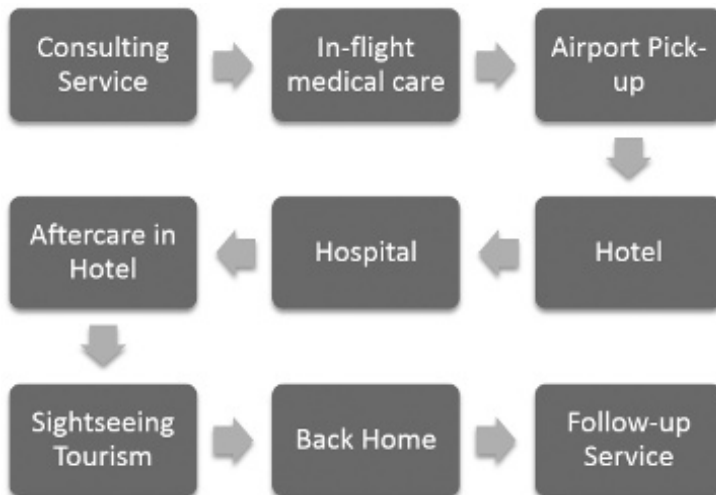 Consulting
Service
In-flight
medical care
Airport Pick-
up
Hotel
Hospital
Aftercare in
Hotel
Sightseeing
Tourism
Back Home
Follow-up
Service